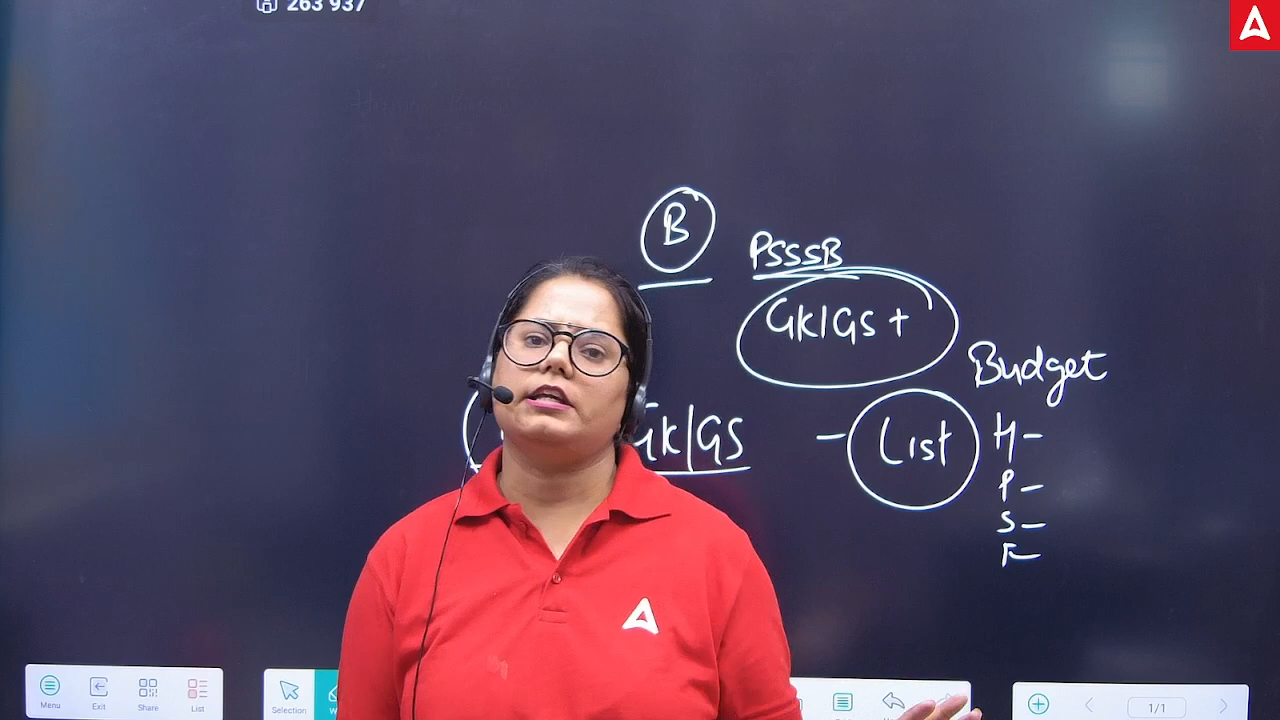 263 937
B
PSSSB
GK/GS +
Budget
GK/GS - List H-
P-
S-
F-
Menu Exit Share List Selection 1/1